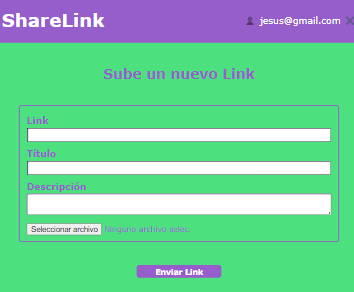 ShareLink
jesus@gmail.com
Sube un nuevo Link
Link
Título
Descripción
Seleccionar archivo Ninguno archivo selec.
Enviar Link